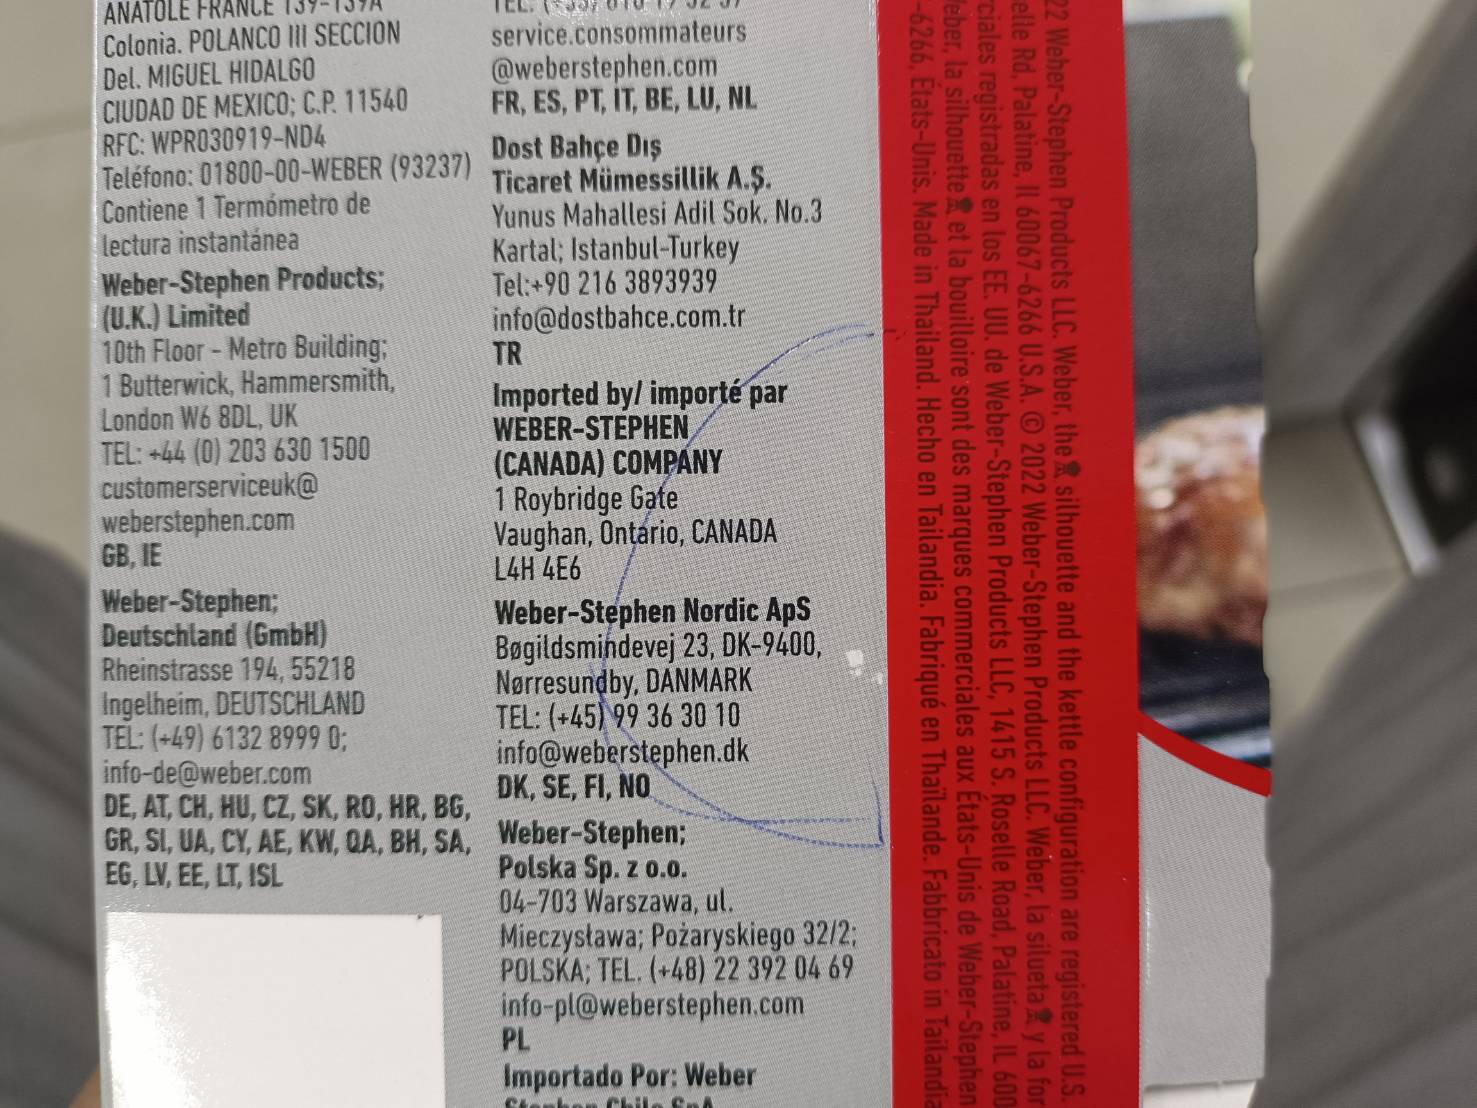 ANATOLE FRANCE 139-139A
Colonia. POLANCO III SECCION
Del. MIGUEL HIDALGO
CIUDAD DE MEXICO; C.P. 11540
RFC: WPR030919-ND4
Teléfono: 01800-00-WEBER (93237)
Contiene 1 Termómetro de
lectura instantánea
Weber-Stephen Products;
(U.K.) Limited
10th Floor - Metro Building;
1 Butterwick, Hammersmith,
London W6 8DL, UK
TEL: +44 (0) 203 630 1500
customerserviceuk@
weberstephen.com
GB, IE
Weber-Stephen;
Deutschland (GmbH)
Rheinstrasse 194, 55218
Ingelheim, DEUTSCHLAND
TEL: (+49) 6132 8999 0;
info-de@weber.com
DE, AT, CH, HU, CZ, SK, RO, HR, BG,
GR, SI, UA, CY, AE, KW, QA, BH, SA,
EG, LV, EE, LT, ISL
service.consommateurs
@weberstephen.com
FR, ES, PT, IT, BE, LU, NL
Dost Bahçe Dış
Ticaret Mümessillik A.Ş.
Yunus Mahallesi Adil Sok. No.3
Kartal; Istanbul-Turkey
Tel:+90 216 3893939
info@dostbahce.com.tr
TR
Imported by/ importé par
WEBER-STEPHEN
(CANADA) COMPANY
1 Roybridge Gate
Vaughan, Ontario, CANADA
L4H 4E6
Weber-Stephen Nordic ApS
Bøgildsmindevej 23, DK-9400,
Nørresundby, DANMARK
TEL: (+45) 99 36 30 10
info@weberstephen.dk
DK, SE, FI, NO
Weber-Stephen;
Polska Sp. z o.o.
04-703 Warszawa, ul.
Mieczysława; Pożaryskiego 32/2;
POLSKA; TEL. (+48) 22 392 04 69
info-pl@weberstephen.com
PL
Importado Por: Weber
Stephen Chile SpA
22 Weber-Stephen Products LLC. Weber, the silhouette and the kettle configuration are registered U.S.
elle Rd, Palatine, Il 60067-6266 U.S.A. © 2022 Weber-Stephen Products LLC. Weber, la silueta y la for
rciales registradas en los EE. UU. de Weber-Stephen Products LLC, 1415 S. Roselle Road, Palatine, IL 600
eber, la silhouette et la bouilloire sont des marques commerciales aux États-Unis de Weber-Stephen
-6266, États-Unis. Made in Thailand. Hecho en Tailandia. Fabriqué en Thaïlande. Fabbricato in Tailandia